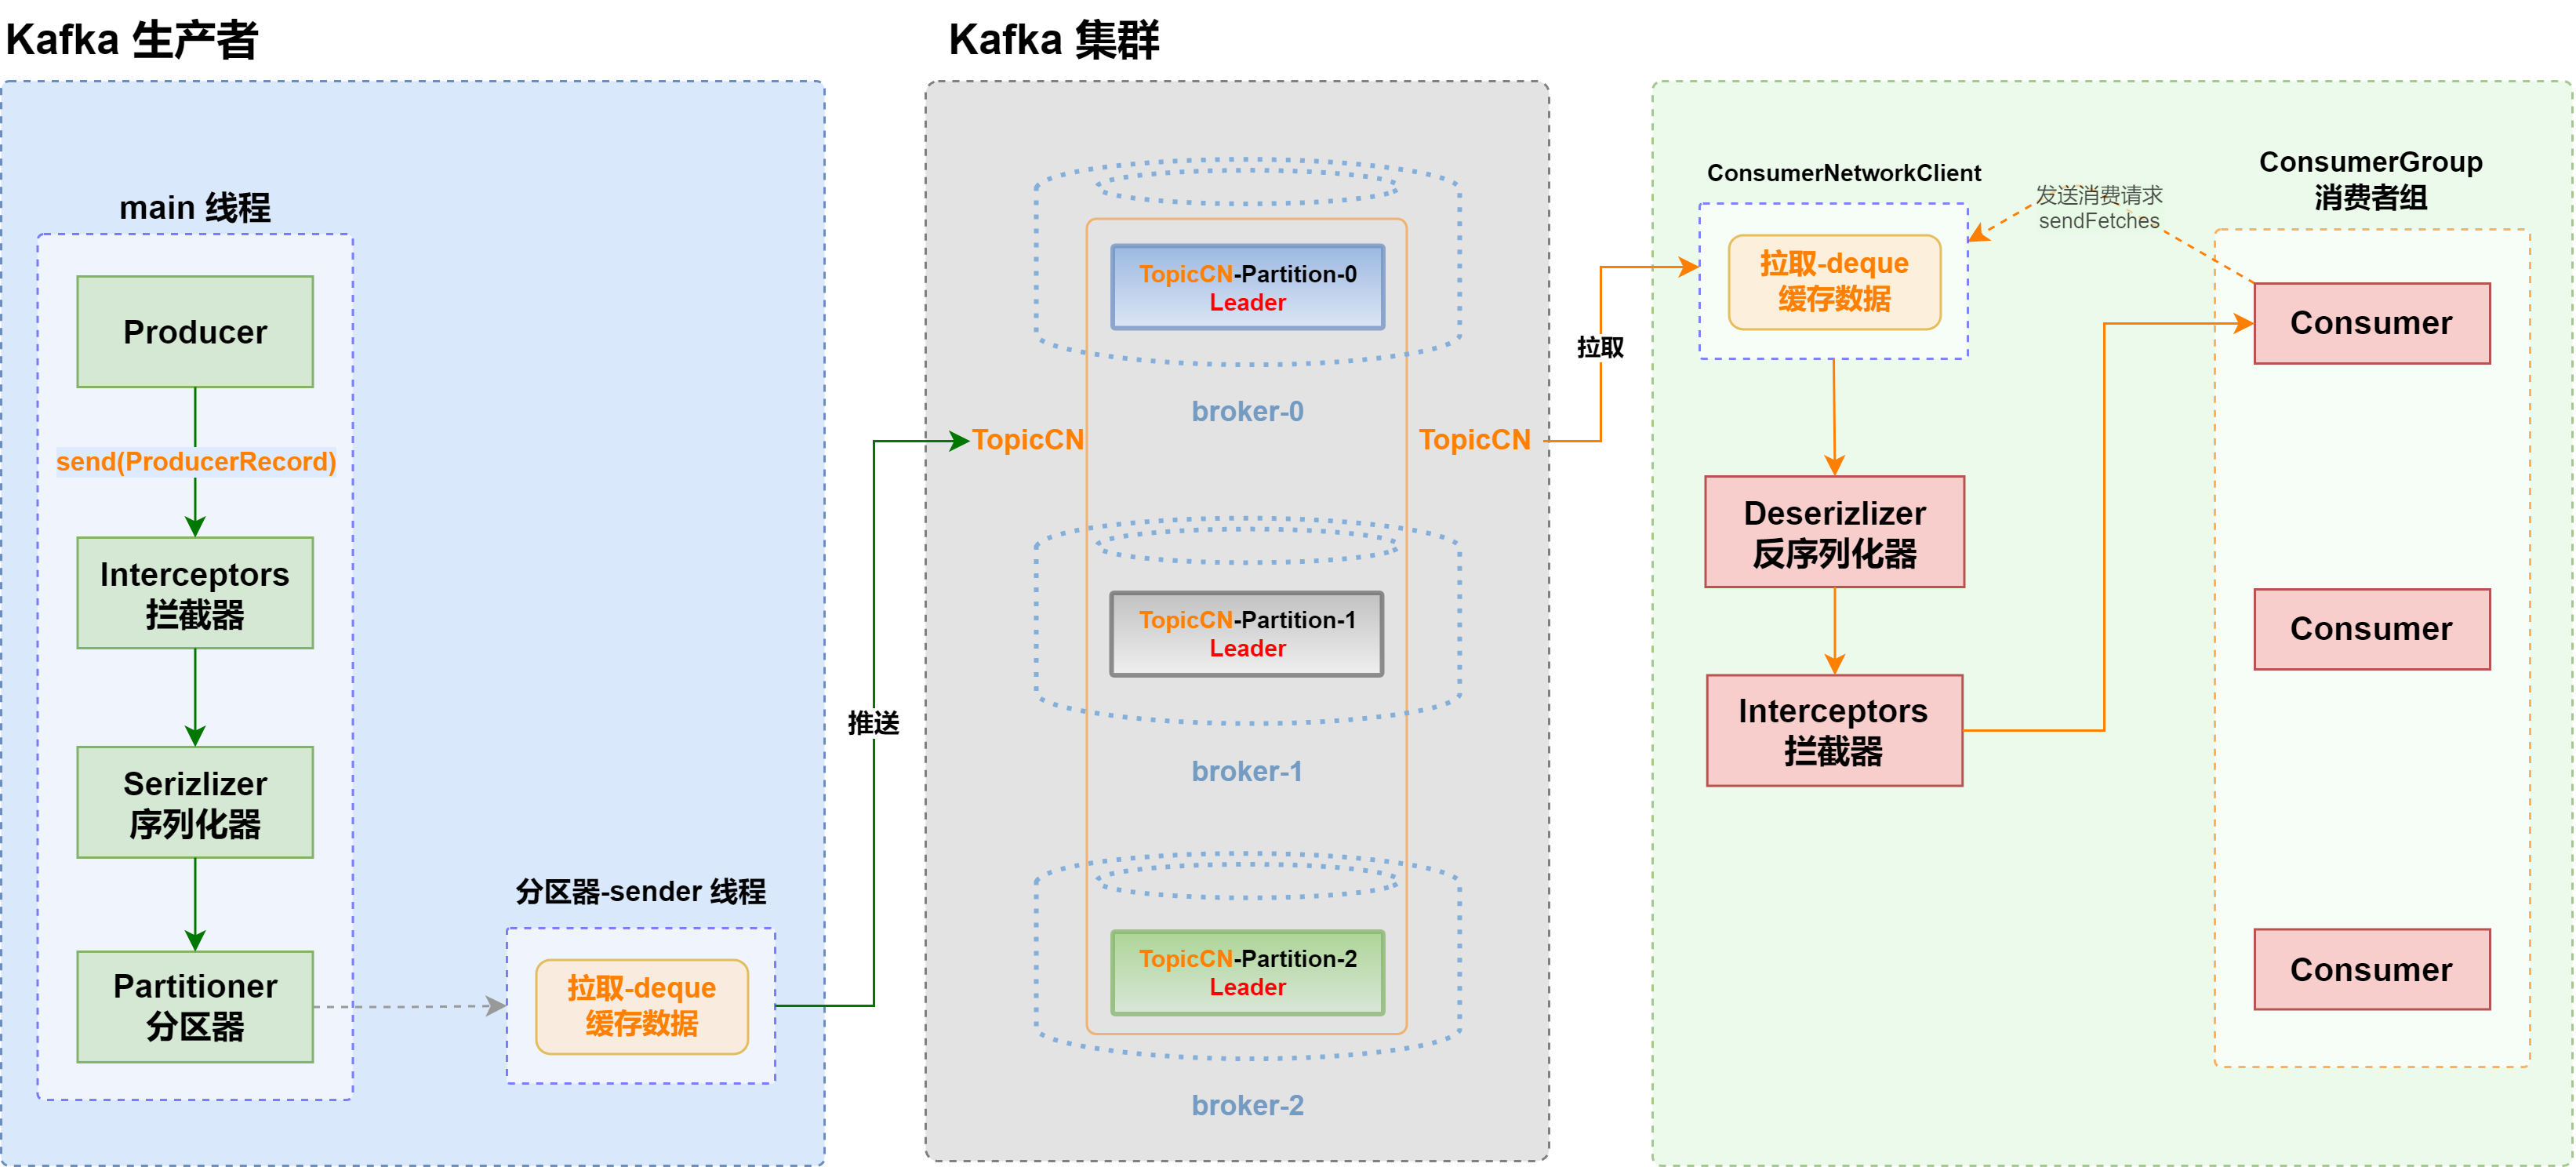 Kafka 生产者
main 线程
Producer
send(ProducerRecord)
Interceptors
拦截器
Serizlizer
序列化器
Partitioner
分区器
分区器-sender 线程
拉取-deque
缓存数据
推送
Kafka 集群
TopicCN-Partition-0
Leader
broker-0
TopicCN
TopicCN
TopicCN-Partition-1
Leader
broker-1
TopicCN-Partition-2
Leader
broker-2
拉取
ConsumerNetworkClient
拉取-deque
缓存数据
发送消费请求
sendFetches
Deserizlizer
反序列化器
Interceptors
拦截器
ConsumerGroup
消费者组
Consumer
Consumer
Consumer